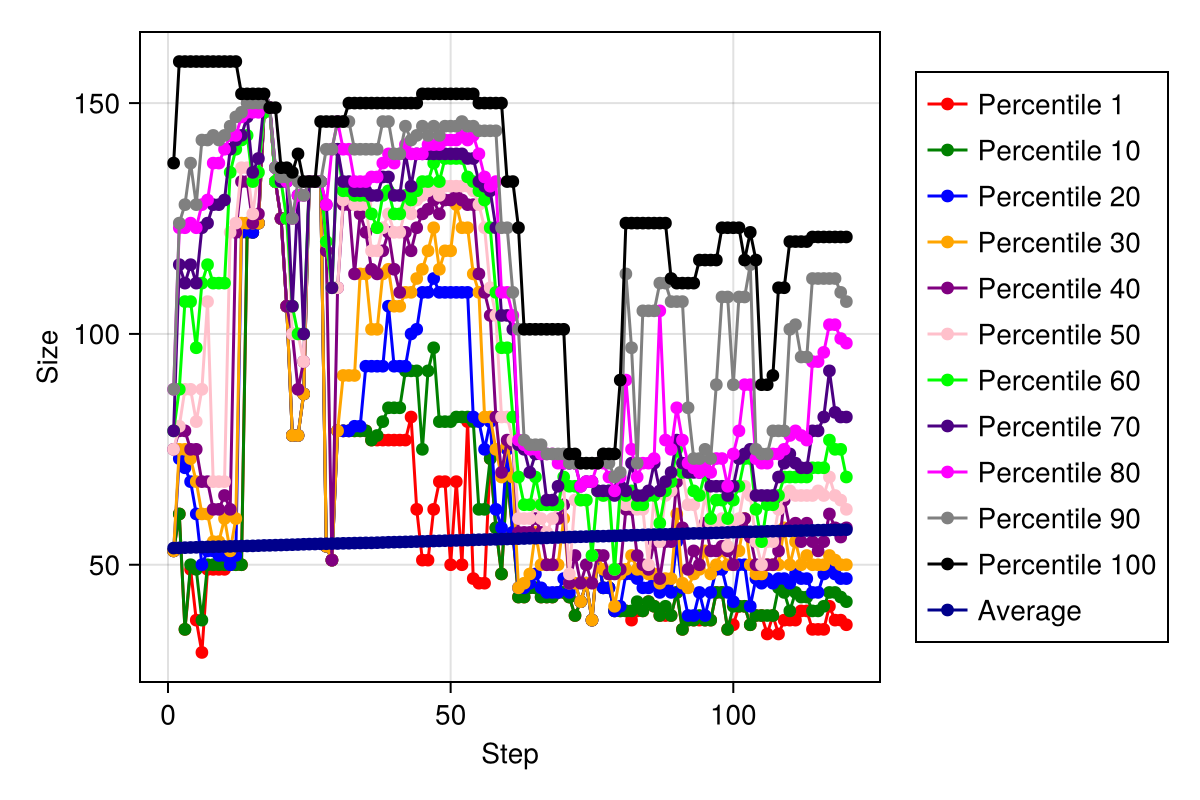 150
100
50
Size
0
50
100
Step
Percentile 1
Percentile 10
Percentile 20
Percentile 30
Percentile 40
Percentile 50
Percentile 60
Percentile 70
Percentile 80
Percentile 90
Percentile 100
Average